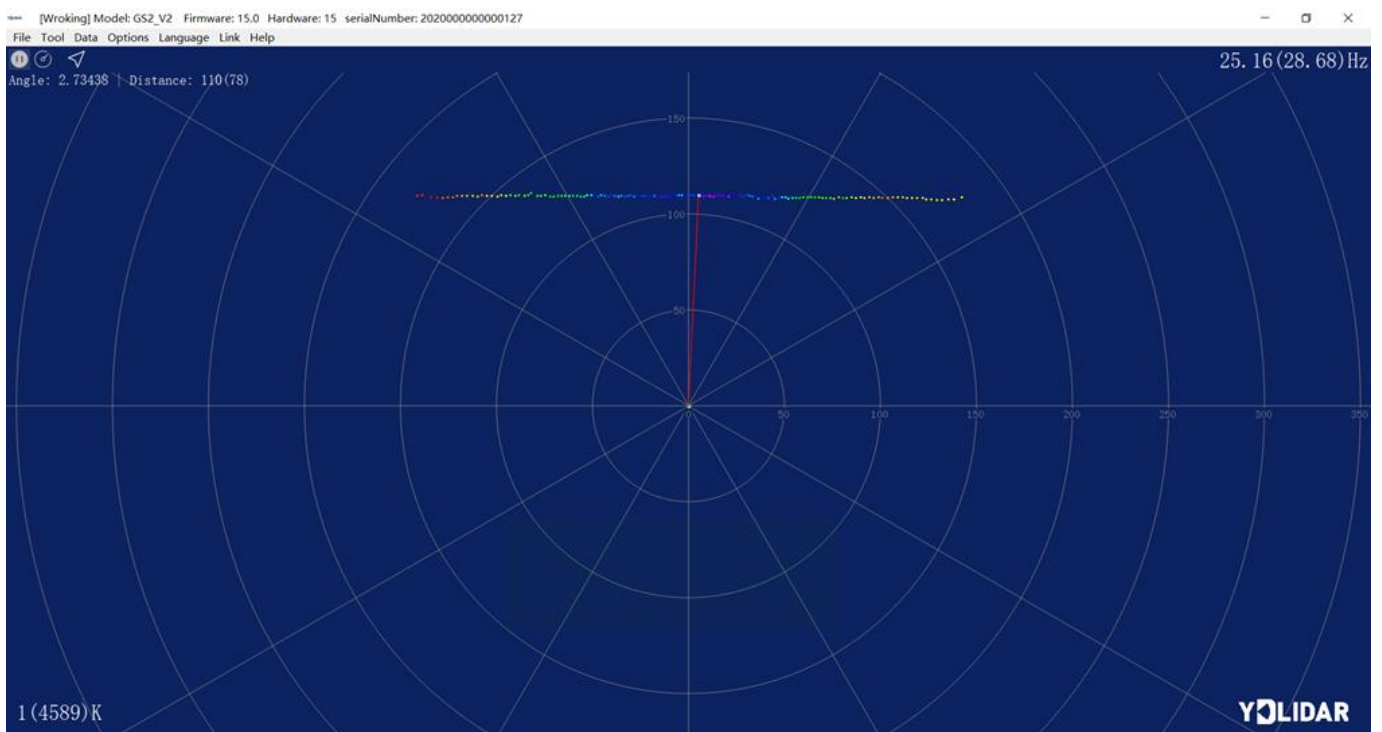 [Wroking] Model: GS2_V2 Firmware: 15.0 Hardware: 15 serialNumber: 2020000000000127
File Tool Data Options Language Link Help
25.16(28.68)Hz
Angle: 2.73438 | Distance: 110(78)
150
100
50
0 50 100 150 200 250 300 350
1(4589)K
YDLIDAR